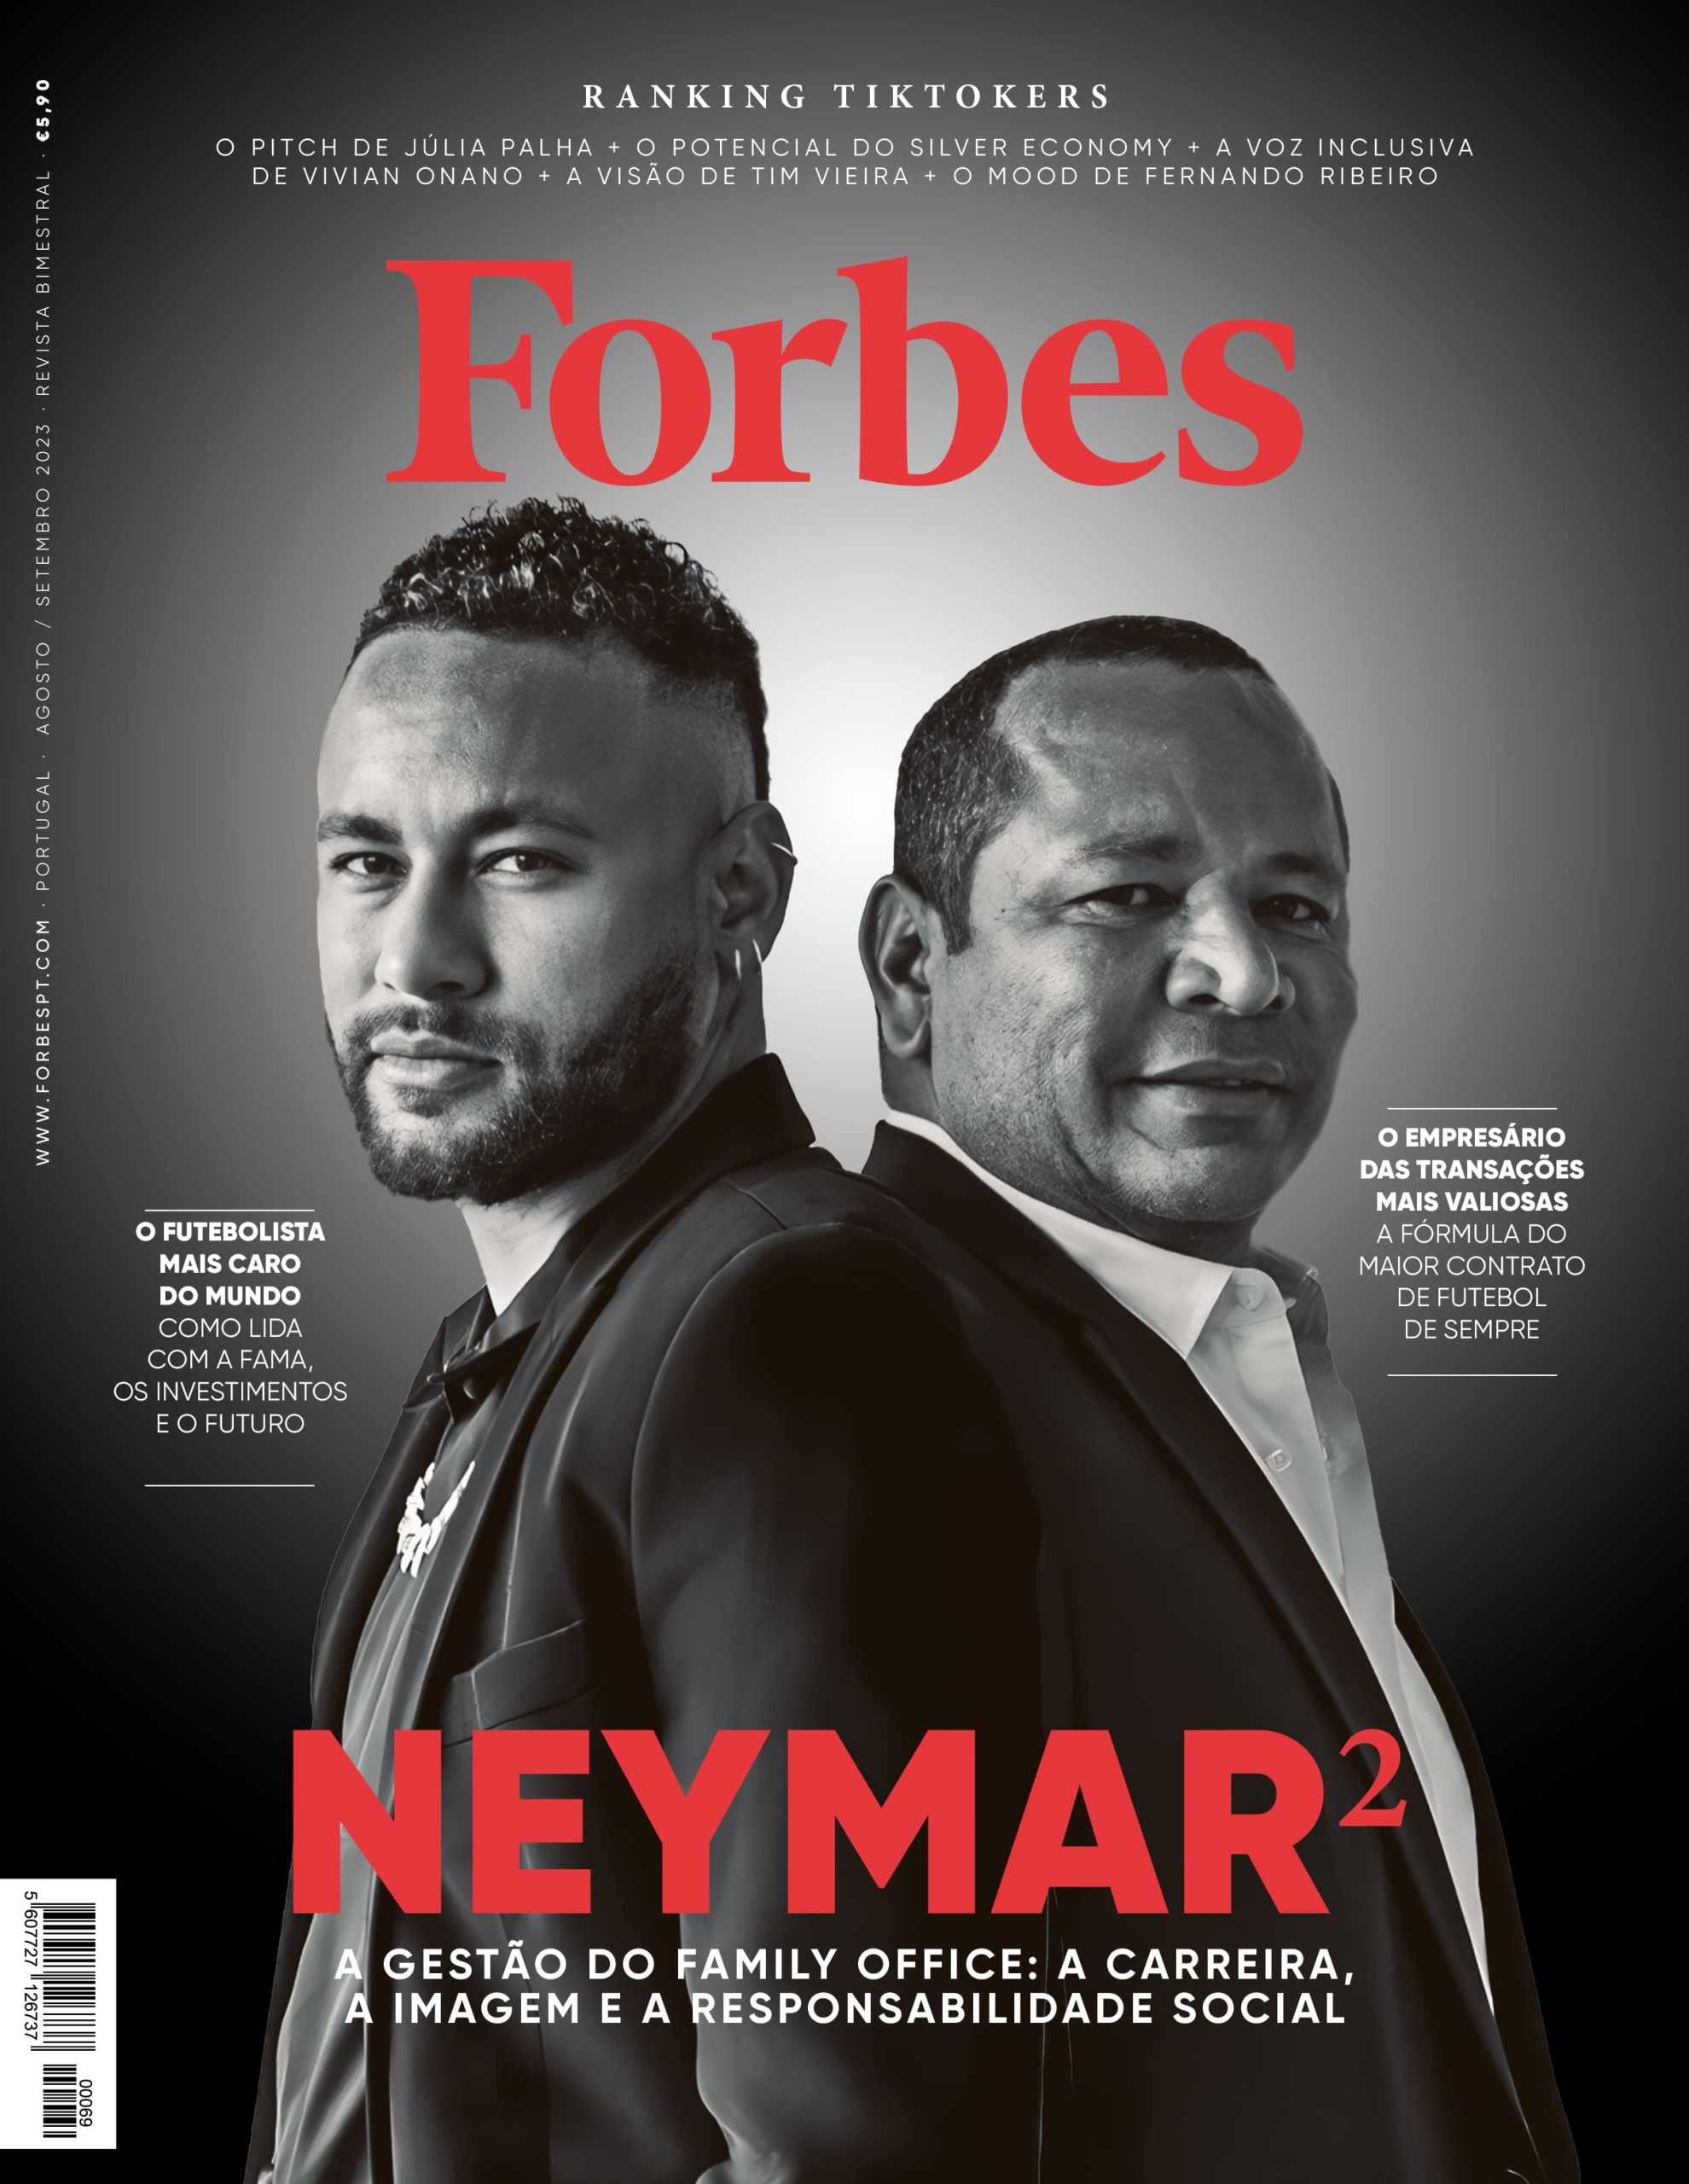 RANKING TIKTOKERS
O PITCH DE JÚLIA PALHA + O POTENCIAL DO SILVER ECONOMY + A VOZ INCLUSIVA
DE VIVIAN ONANO + A VISÃO DE TIM VIEIRA + O MOOD DE FERNANDO RIBEIRO
Forbes
WWW.FORBESPT.COM · PORTUGAL · AGOSTO / SETEMBRO 2023 · REVISTA BIMESTRAL · €5,90
O EMPRESÁRIO
DAS TRANSAÇÕES
MAIS VALIOSAS
A FÓRMULA DO
MAIOR CONTRATO
DE FUTEBOL
DE SEMPRE
O FUTEBOLISTA
MAIS CARO
DO MUNDO
COMO LIDA
COM A FAMA,
OS INVESTIMENTOS
E O FUTURO
NEYMAR²
A GESTÃO DO FAMILY OFFICE: A CARREIRA,
A IMAGEM E A RESPONSABILIDADE SOCIAL
5 607727 126737
00069